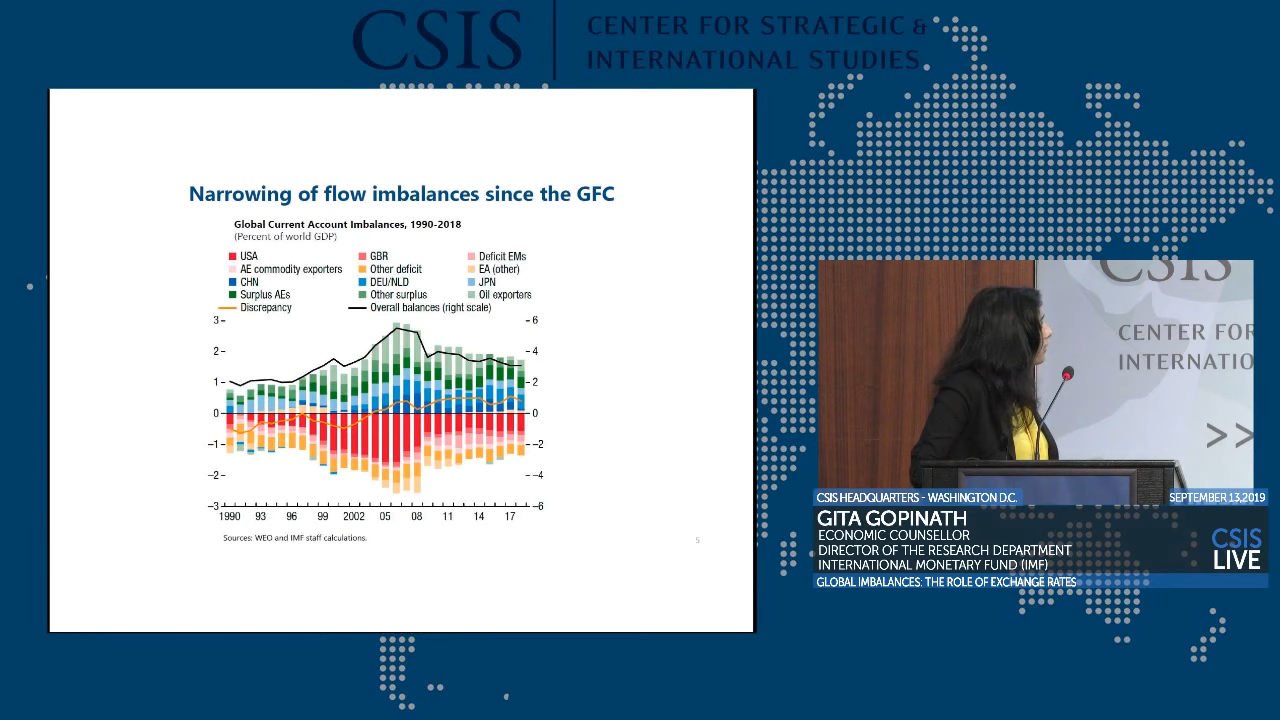 CSIS
CENTER FOR STRATEGIC &
INTERNATIONAL STUDIES
Narrowing of flow imbalances since the GFC
Global Current Account Imbalances, 1990-2018
(Percent of world GDP)
USA GBR Deficit EMs
AE commodity exporters Other deficit EA (other)
CHN DEU/NLD JPN
Surplus AEs Other surplus Oil exporters
Discrepancy Overall balances (right scale)
3 6
2 4
1 2
0 0
–1 –2
–2 –4
–3 –6
1990 93 96 99 2002 05 08 11 14 17
Sources: WEO and IMF staff calculations.
5
CSIS
CENTER FOR
INTERNATIO
>>
CSIS HEADQUARTERS - WASHINGTON D.C. SEPTEMBER 13,2019
GITA GOPINATH
ECONOMIC COUNSELLOR
DIRECTOR OF THE RESEARCH DEPARTMENT
INTERNATIONAL MONETARY FUND (IMF)
CSIS
LIVE
GLOBAL IMBALANCES: THE ROLE OF EXCHANGE RATES